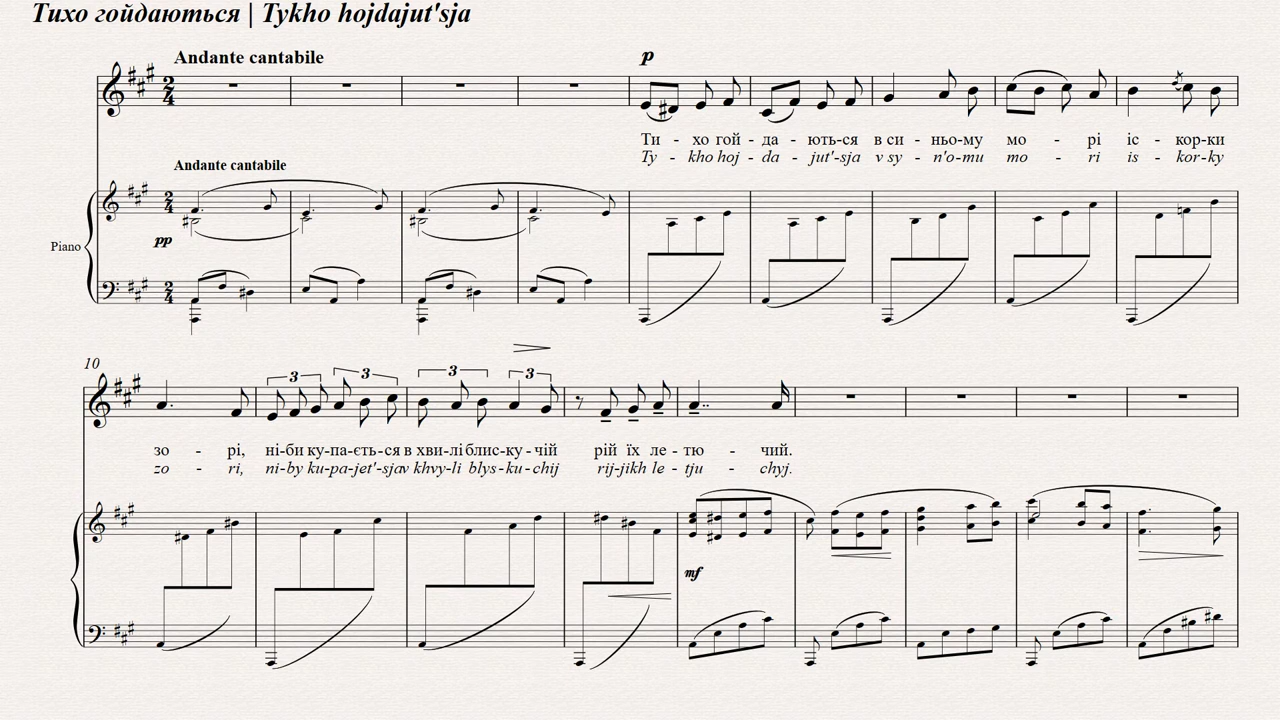 Тихо гойдаються | Tykho hojdajut'sja
Andante cantabile
p
Ти - хо гой - да - ють-ся в си - ньо-му мо - рі іс - кор-ки
Ty - kho hoj - da - jut'-sja v sy - n'o-mu mo - ri is - kor-ky
Andante cantabile
Piano
pp
10
3 3 3 3
зо - рі, ні-би ку-па-єть-ся в хви-лі блис-ку-чій рій їх ле-тю - чий.
zo - ri, ni-by ku-pa-jet'-sja v khvy-li blys-ku-chij rij-jikh le-tju - chyj.
mf